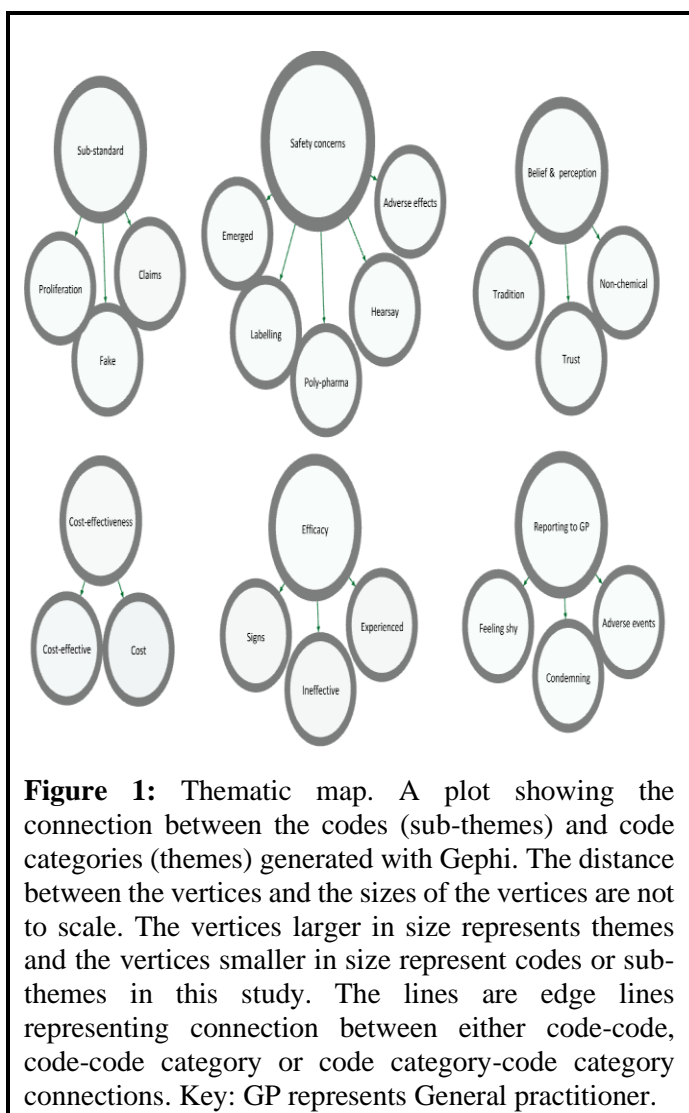 Sub-standard
Proliferation
Claims
Fake
Safety concerns
Emerged
Adverse effects
Labelling
Hearsay
Poly-pharma
Belief & perception
Tradition
Non-chemical
Trust
Cost-effectiveness
Cost-effective
Cost
Efficacy
Signs
Experienced
Ineffective
Reporting to GP
Feeling shy
Adverse events
Condemning
Figure 1: Thematic map. A plot showing the
connection between the codes (sub-themes) and code
categories (themes) generated with Gephi. The distance
between the vertices and the sizes of the vertices are not
to scale. The vertices larger in size represents themes
and the vertices smaller in size represent codes or sub-
themes in this study. The lines are edge lines
representing connection between either code-code,
code-code category or code category-code category
connections. Key: GP represents General practitioner.